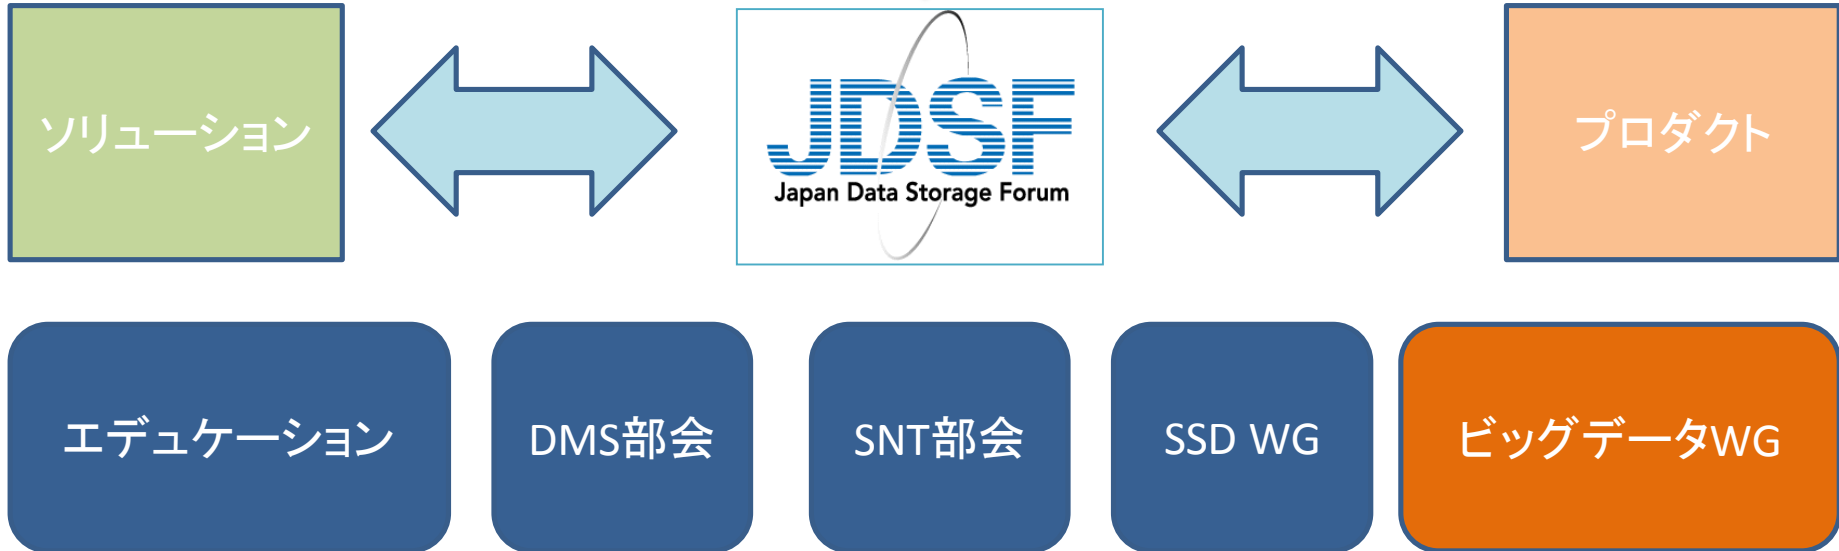 ソリューション
JDSF
Japan Data Storage Forum
プロダクト
エデュケーション
DMS部会
SNT部会
SSD WG
ビッグデータWG